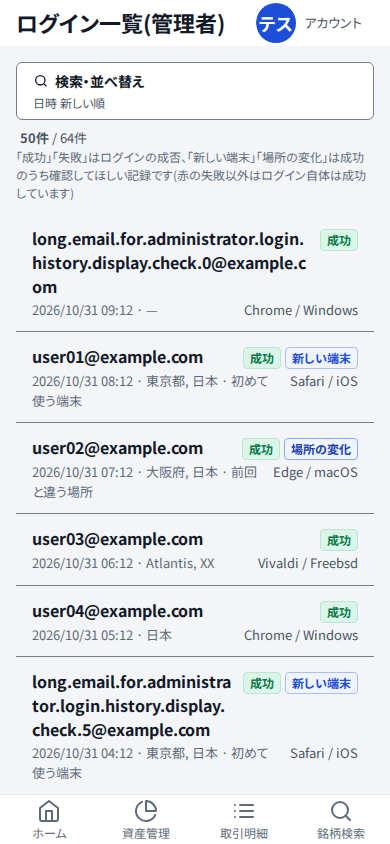 ログイン一覧(管理者)
テス アカウント
検索・並べ替え
日時 新しい順
50件 / 64件
「成功」「失敗」はログインの成否、「新しい端末」「場所の変化」は成功
のうち確認してほしい記録です(赤の失敗以外はログイン自体は成功
しています)
long.email.for.administrator.login. 成功
history.display.check.0@example.c
om
2026/10/31 09:12 · — Chrome / Windows
user01@example.com 成功 新しい端末
2026/10/31 08:12 · 東京都, 日本 · 初めて Safari / iOS
使う端末
user02@example.com 成功 場所の変化
2026/10/31 07:12 · 大阪府, 日本 · 前回 Edge / macOS
と違う場所
user03@example.com 成功
2026/10/31 06:12 · Atlantis, XX Vivaldi / Freebsd
user04@example.com 成功
2026/10/31 05:12 · 日本 Chrome / Windows
long.email.for.administra 成功 新しい端末
tor.login.history.display.
check.5@example.com
2026/10/31 04:12 · 東京都, 日本 · 初めて Safari / iOS
使う端末
ホーム 資産管理 取引明細 銘柄検索